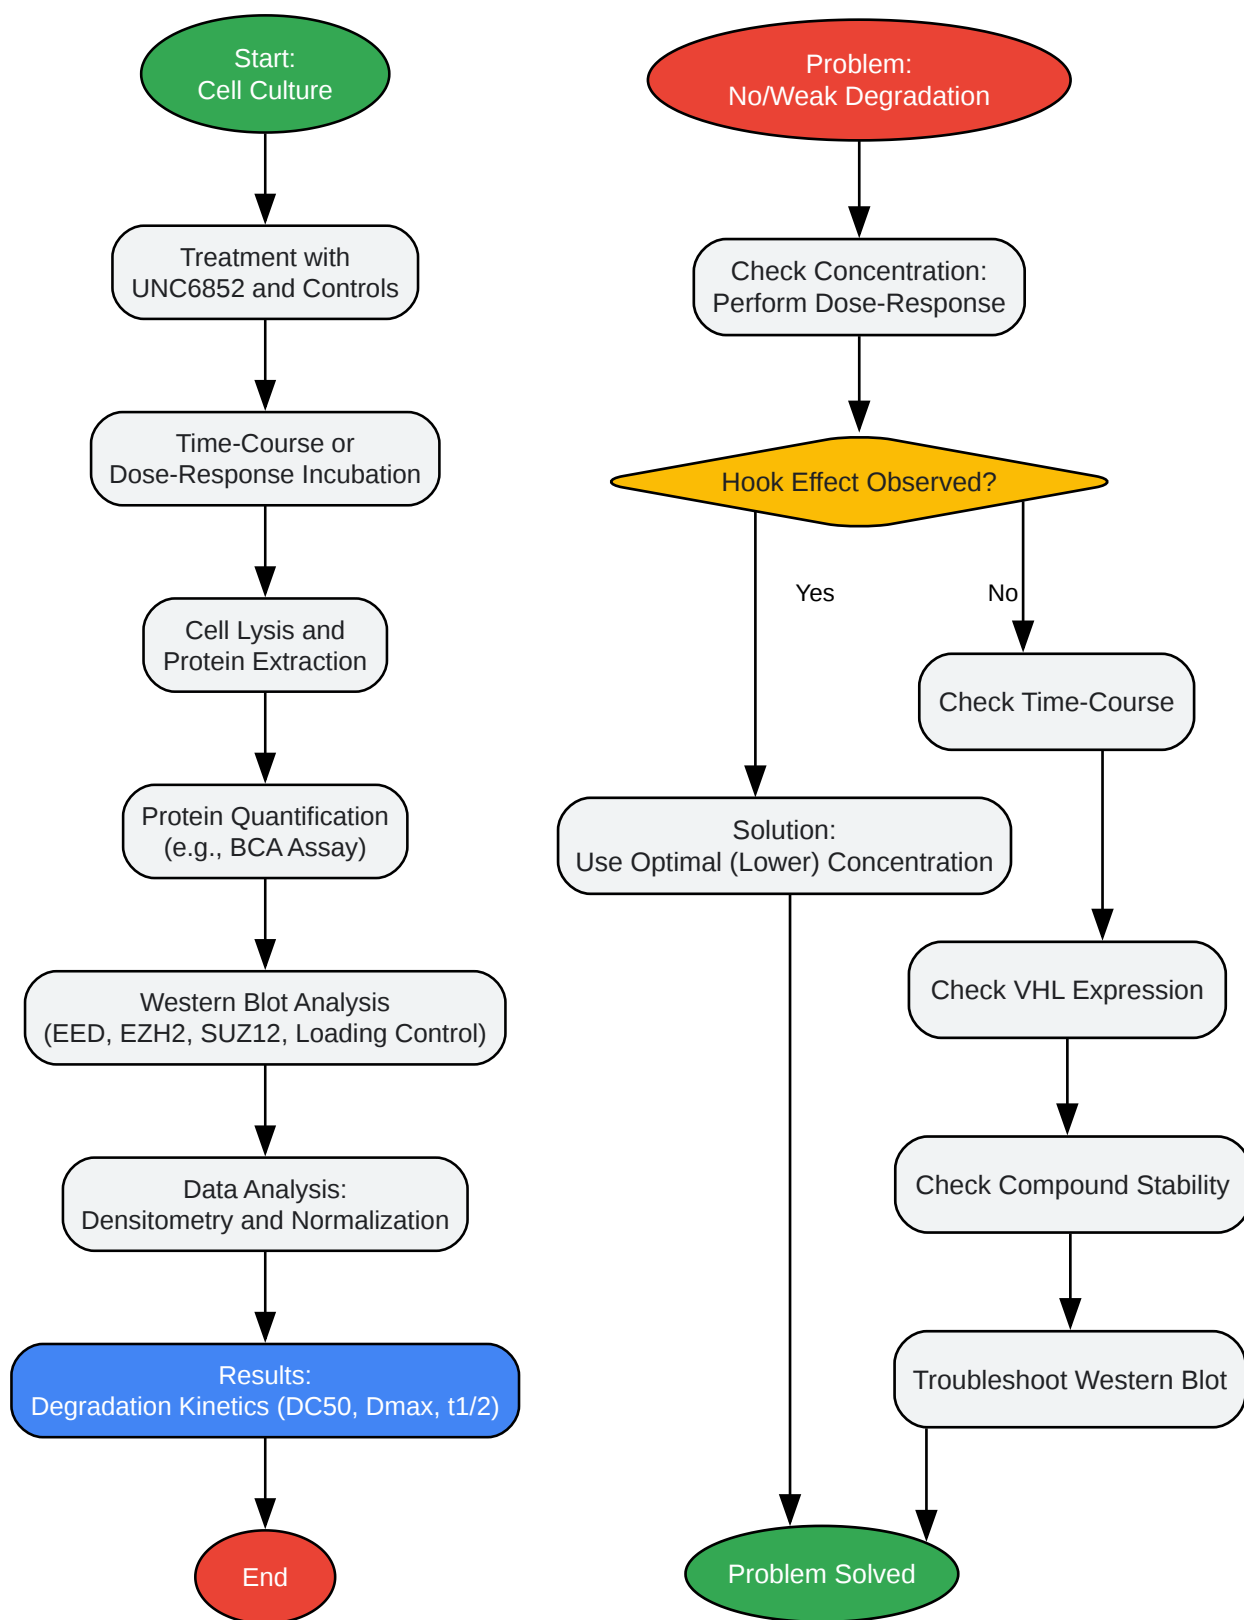 Start:
Cell Culture
Treatment with
UNC6852 and Controls
Time-Course or
Dose-Response Incubation
Cell Lysis and
Protein Extraction
Protein Quantification
(e.g., BCA Assay)
Western Blot Analysis
(EED, EZH2, SUZ12, Loading Control)
Data Analysis:
Densitometry and Normalization
Results:
Degradation Kinetics (DC50, Dmax, t1/2)
End
Problem:
No/Weak Degradation
Check Concentration:
Perform Dose-Response
Hook Effect Observed?
Yes
No
Check Time-Course
Solution:
Use Optimal (Lower) Concentration
Check VHL Expression
Check Compound Stability
Troubleshoot Western Blot
Problem Solved